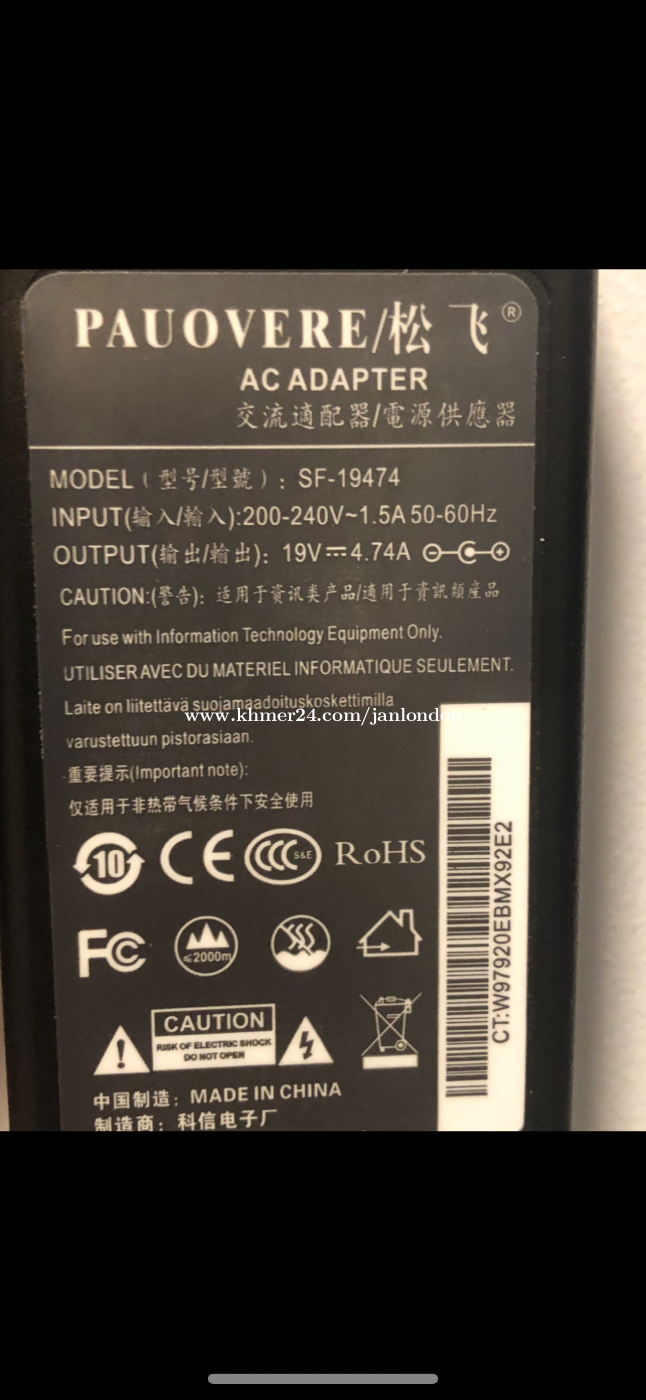 PAUOVERE/松飞®
AC ADAPTER
交流適配器/電源供應器
MODEL（型号/型號）: SF-19474
INPUT(输入/輸入):200-240V~1.5A 50-60Hz
OUTPUT(输出/輸出): 19V⎓4.74A
CAUTION:(警告): 适用于資讯类产品/適用于資訊類産品
For use with Information Technology Equipment Only.
UTILISER AVEC DU MATERIEL INFORMATIQUE SEULEMENT.
Laite on liitettävä suojamaadoituskoskettimilla
www.khmer24.com/janlondon
varustettuun pistorasiaan.
重要提示(Important note):
仅适用于非热带气候条件下安全使用
10 CE CCC S&E RoHS
FC ≤2000m
CAUTION
RISK OF ELECTRIC SHOCK
DO NOT OPEN
中国制造: MADE IN CHINA
制造商: 科信电子厂
CT:W97920EBMX92E2